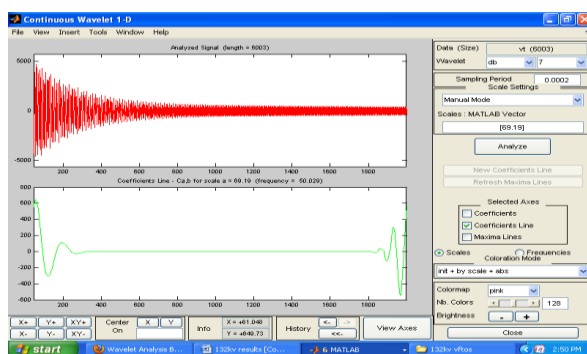 Continuous Wavelet 1-D
File View Insert Tools Window Help
Analyzed Signal (length = 6003)
5000
0
-5000
200 400 600 800 1000 1200 1400 1600 1800
Coefficients Line - Ca,b for scale a = 69.19 (frequency = 50.029)
800
600
400
200
0
-200
-400
-600
200 400 600 800 1000 1200 1400 1600 1800
Data (Size) vt (6003)
Wavelet db 7
Sampling Period 0.0002
Scale Settings
Manual Mode
Scales : MATLAB Vector
[69.19]
Analyze
New Coefficients Line
Refresh Maxima Lines
Selected Axes
Coefficients
Coefficients Line
Maxima Lines
Scales Frequencies
Coloration Mode
init + by scale + abs
Colormap pink
Nb. Colors 128
Brightness - +
Close
X+ Y+ XY+
X- Y- XY-
Center On X Y
Info X = +61.048
Y = +649.73
History <- ->
<<-
View Axes
start Wavelet Analysis B... 132kv results [Co... 6 MATLAB 132kv vftos 2:50 PM